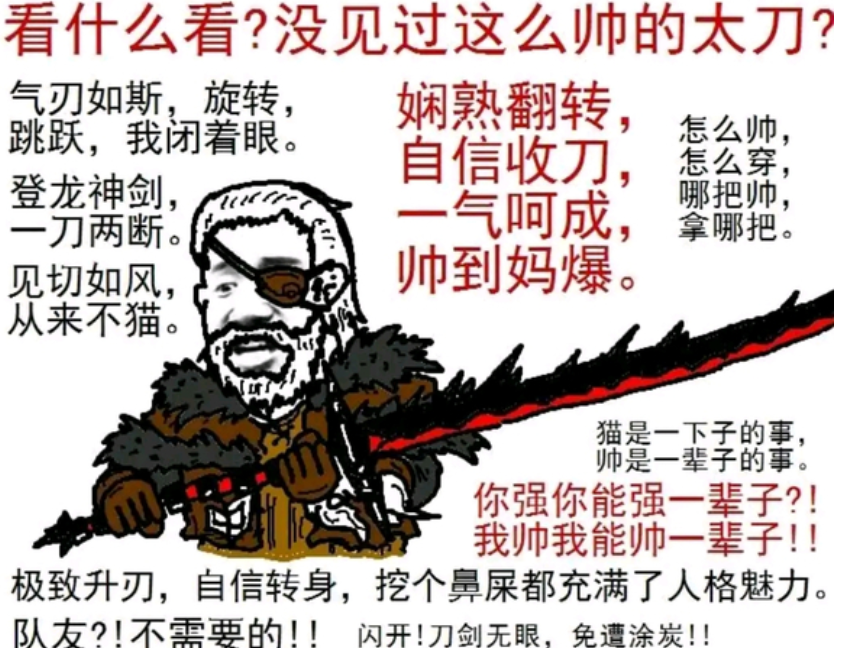 看什么看?没见过这么帅的太刀?
气刃如斯，旋转，
跳跃，我闭着眼。
登龙神剑，
一刀两断。
见切如风，
从来不猫。
娴熟翻转，
自信收刀，
一气呵成，
帅到妈爆。
怎么帅，
怎么穿，
哪把帅，
拿哪把。
猫是一下子的事，
帅是一辈子的事。
你强你能强一辈子?!
我帅我能帅一辈子!!
极致升刃，自信转身，挖个鼻屎都充满了人格魅力。
队友?!不需要的!!
闪开!刀剑无眼，免遭涂炭!!